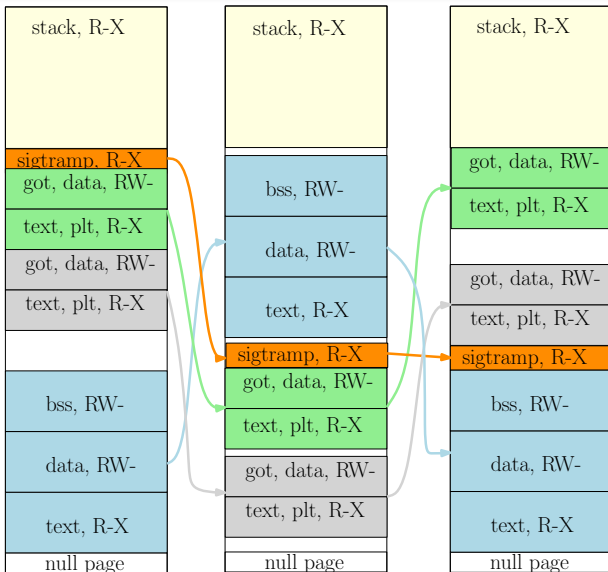 stack, R-X
sigtramp, R-X
got, data, RW-
text, plt, R-X
got, data, RW-
text, plt, R-X
bss, RW-
data, RW-
text, R-X
null page
stack, R-X
bss, RW-
data, RW-
text, R-X
sigtramp, R-X
got, data, RW-
text, plt, R-X
got, data, RW-
text, plt, R-X
null page
stack, R-X
got, data, RW-
text, plt, R-X
got, data, RW-
text, plt, R-X
sigtramp, R-X
bss, RW-
data, RW-
text, R-X
null page